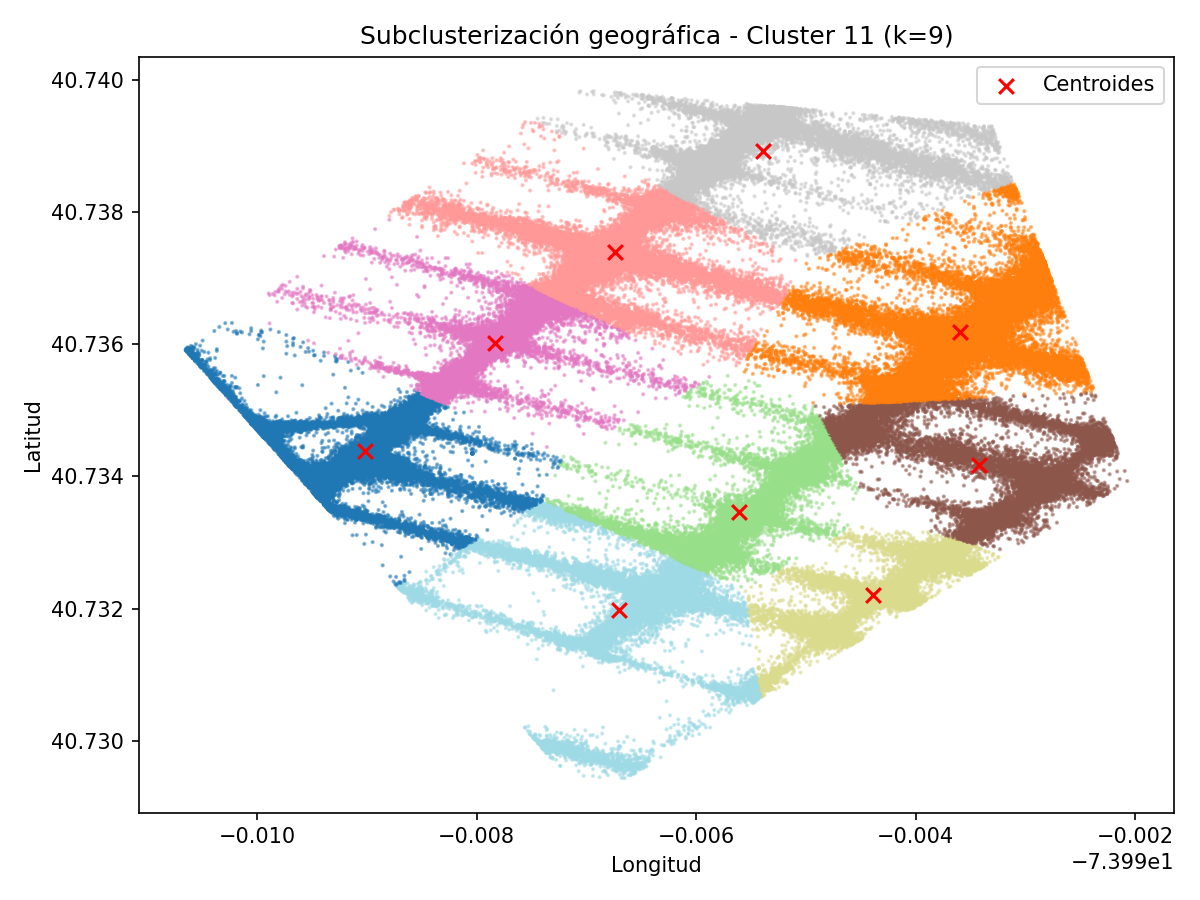 Subclusterización geográfica - Cluster 11 (k=9)
Centroides
40.740
40.738
40.736
40.734
40.732
40.730
Latitud
−0.010
−0.008
−0.006
−0.004
−0.002
Longitud
−7.399e1